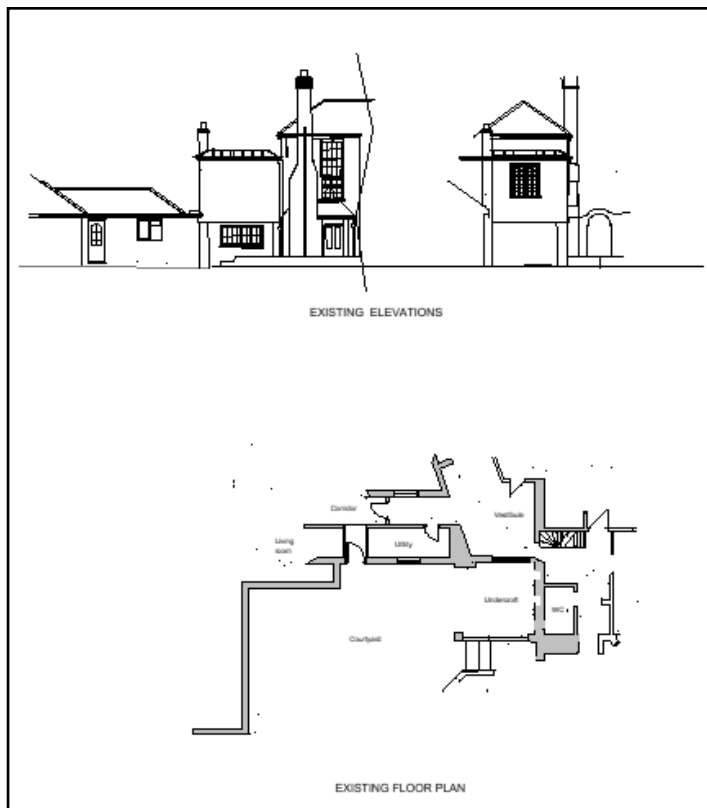 EXISTING ELEVATIONS
Corridor
Vestibule
Living
room
Utility
Undercroft
WC
Courtyard
EXISTING FLOOR PLAN